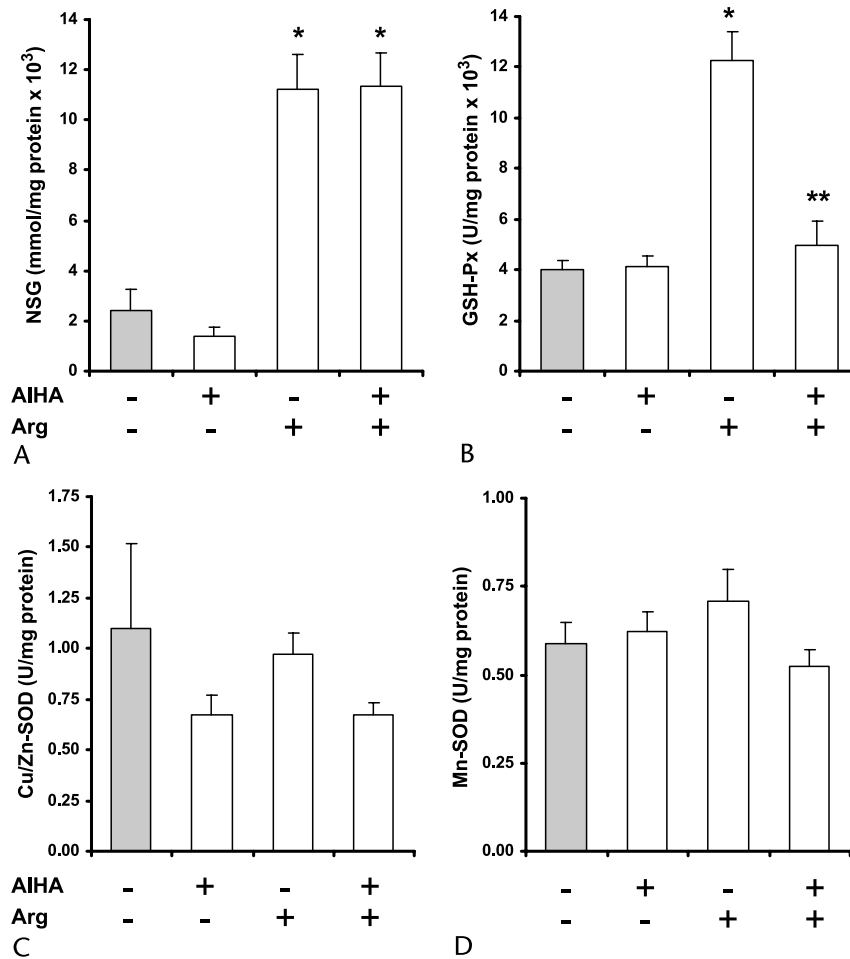 NSG (mmol/mg protein x 10³)
14
12
10
8
6
4
2
0
*
*
AIHA - + - +
Arg - - + +
A
GSH-Px (U/mg protein x 10³)
14
12
10
8
6
4
2
0
*
**
- + - +
- - + +
B
Cu/Zn-SOD (U/mg protein)
1.75
1.50
1.25
1.00
0.75
0.50
0.25
0.00
AIHA - + - +
Arg - - + +
C
Mn-SOD (U/mg protein)
1.00
0.75
0.50
0.25
0.00
- + - +
- - + +
D